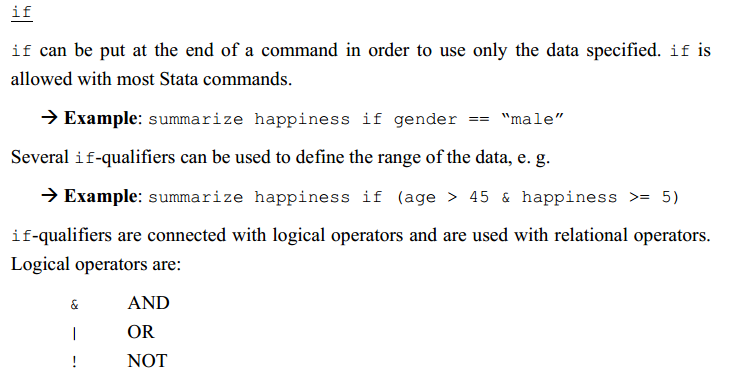 if
if can be put at the end of a command in order to use only the data specified. if is
allowed with most Stata commands.
→ Example: summarize happiness if gender == “male”
Several if-qualifiers can be used to define the range of the data, e. g.
→ Example: summarize happiness if (age > 45 & happiness >= 5)
if-qualifiers are connected with logical operators and are used with relational operators.
Logical operators are:
& AND
| OR
! NOT